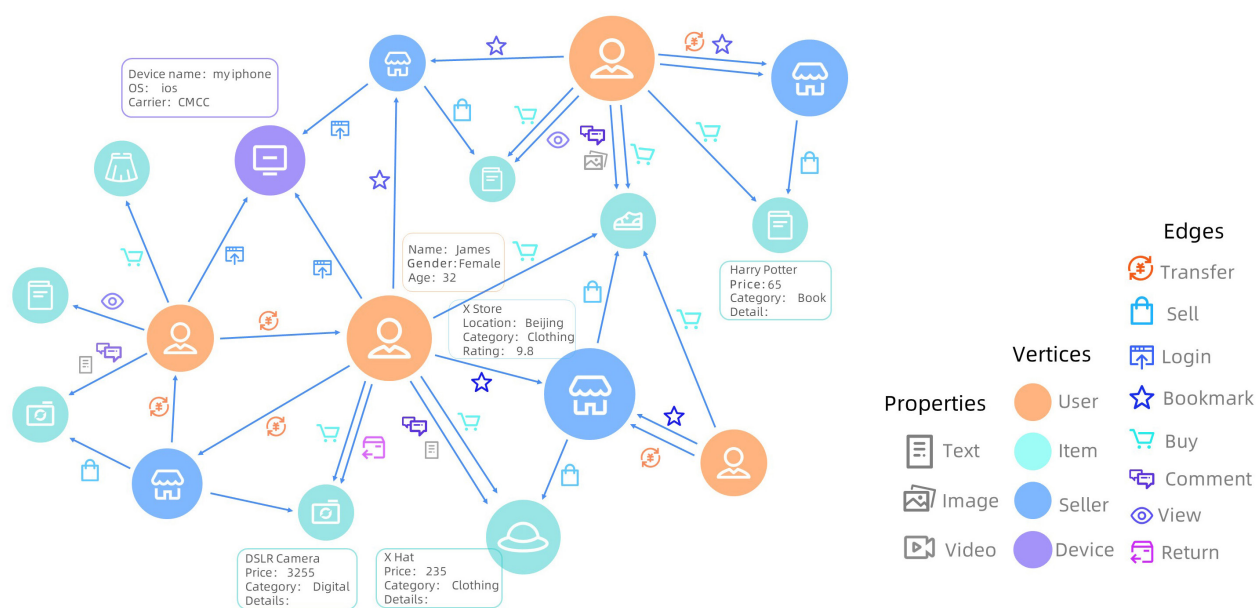 Device name: myiphone
OS: ios
Carrier: CMCC
Name: James
Gender:Female
Age: 32
X Store
Location: Beijing
Category: Clothing
Rating: 9.8
Harry Potter
Price:65
Category: Book
Detail:
DSLR Camera
Price: 3255
Category: Digital
Details:
X Hat
Price: 235
Category: Clothing
Details:
Properties
Text
Image
Video
Vertices
User
Item
Seller
Device
Edges
Transfer
Sell
Login
Bookmark
Buy
Comment
View
Return